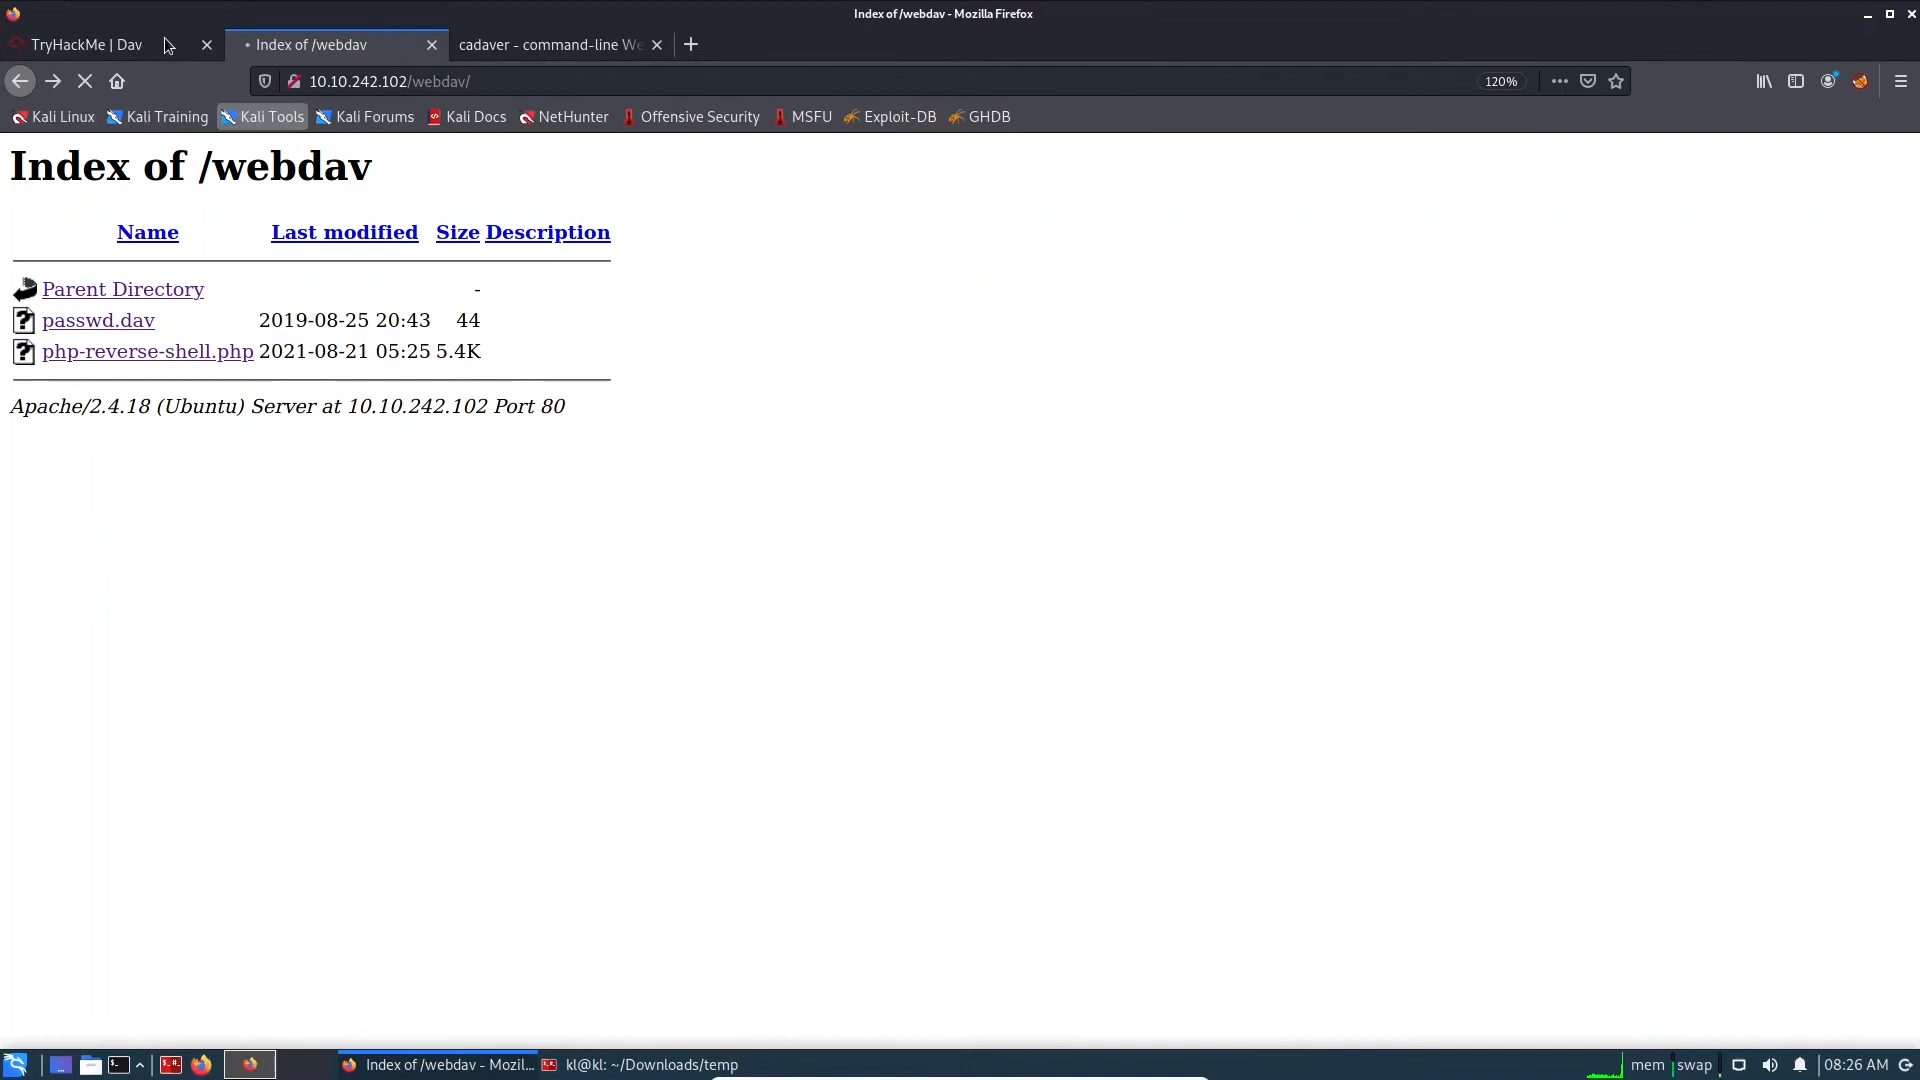 Index of /webdav - Mozilla Firefox
TryHackMe | Dav
Index of /webdav
cadaver - command-line We
10.10.242.102/webdav/
120%
Kali Linux Kali Training Kali Tools Kali Forums Kali Docs NetHunter Offensive Security MSFU Exploit-DB GHDB
Index of /webdav
Name Last modified Size Description
Parent Directory -
passwd.dav 2019-08-25 20:43 44
php-reverse-shell.php 2021-08-21 05:25 5.4K
Apache/2.4.18 (Ubuntu) Server at 10.10.242.102 Port 80
Index of /webdav - Mozil... kl@kl: ~/Downloads/temp mem swap 08:26 AM